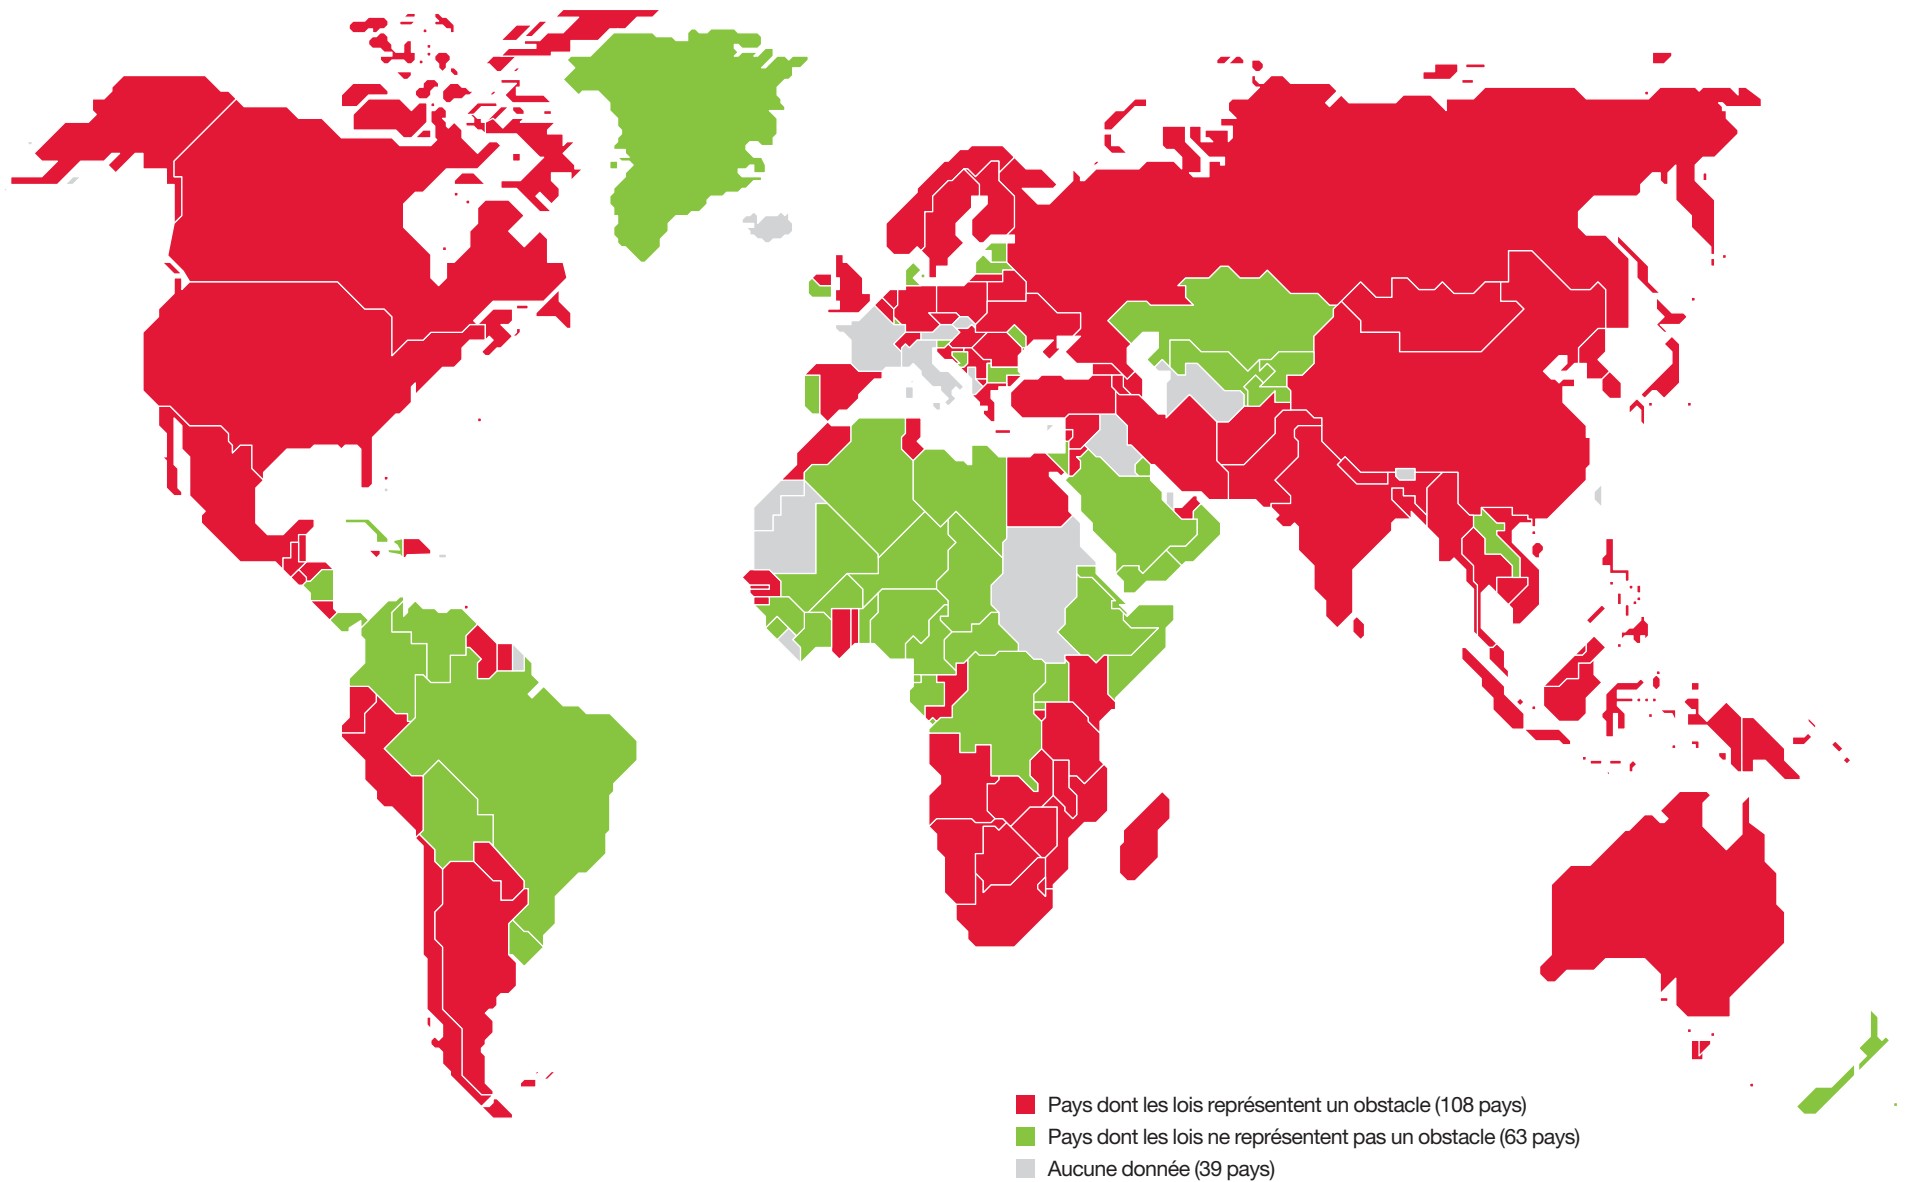 Pays dont les lois représentent un obstacle (108 pays)
Pays dont les lois ne représentent pas un obstacle (63 pays)
Aucune donnée (39 pays)